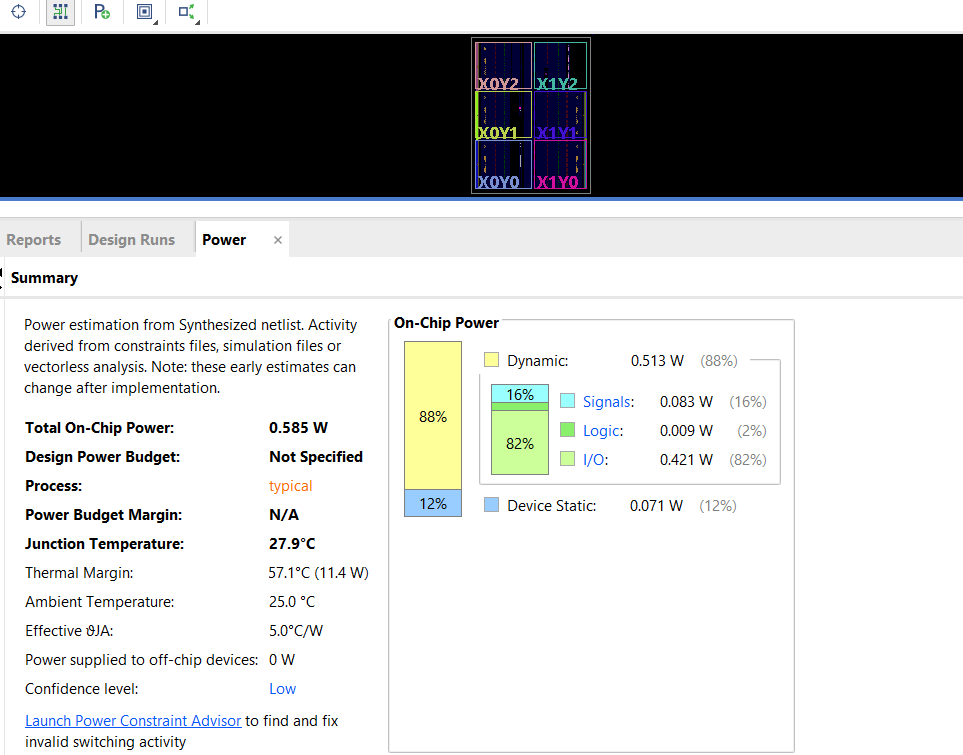 X0Y2 X1Y2
X0Y1 X1Y1
X0Y0 X1Y0
Reports Design Runs Power ×
Summary
Power estimation from Synthesized netlist. Activity
derived from constraints files, simulation files or
vectorless analysis. Note: these early estimates can
change after implementation.
Total On-Chip Power: 0.585 W
Design Power Budget: Not Specified
Process: typical
Power Budget Margin: N/A
Junction Temperature: 27.9°C
Thermal Margin: 57.1°C (11.4 W)
Ambient Temperature: 25.0 °C
Effective ϑJA: 5.0°C/W
Power supplied to off-chip devices: 0 W
Confidence level: Low
Launch Power Constraint Advisor to find and fix
invalid switching activity
On-Chip Power
88%
12%
Dynamic: 0.513 W (88%)
16%
82%
Signals: 0.083 W (16%)
Logic: 0.009 W (2%)
I/O: 0.421 W (82%)
Device Static: 0.071 W (12%)